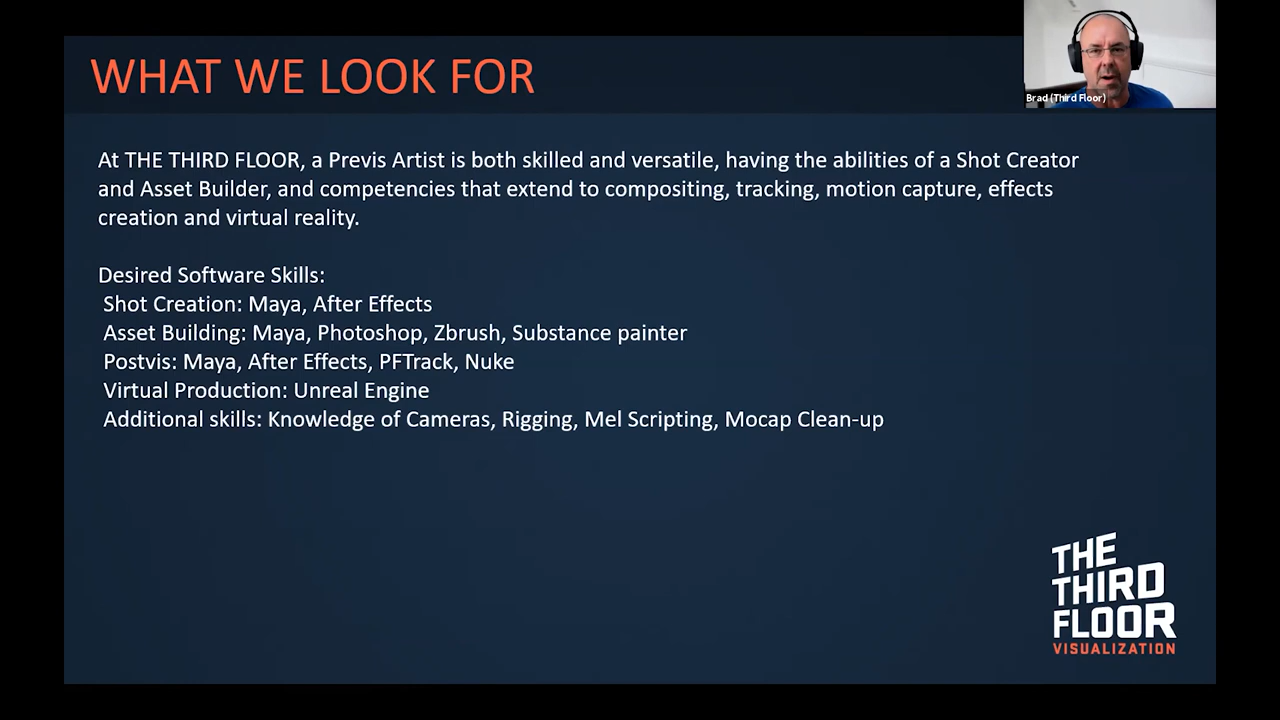 WHAT WE LOOK FOR
Brad (Third Floor)
At THE THIRD FLOOR, a Previs Artist is both skilled and versatile, having the abilities of a Shot Creator
and Asset Builder, and competencies that extend to compositing, tracking, motion capture, effects
creation and virtual reality.
Desired Software Skills:
Shot Creation: Maya, After Effects
Asset Building: Maya, Photoshop, Zbrush, Substance painter
Postvis: Maya, After Effects, PFTrack, Nuke
Virtual Production: Unreal Engine
Additional skills: Knowledge of Cameras, Rigging, Mel Scripting, Mocap Clean-up
THE
THIRD
FLOOR
VISUALIZATION